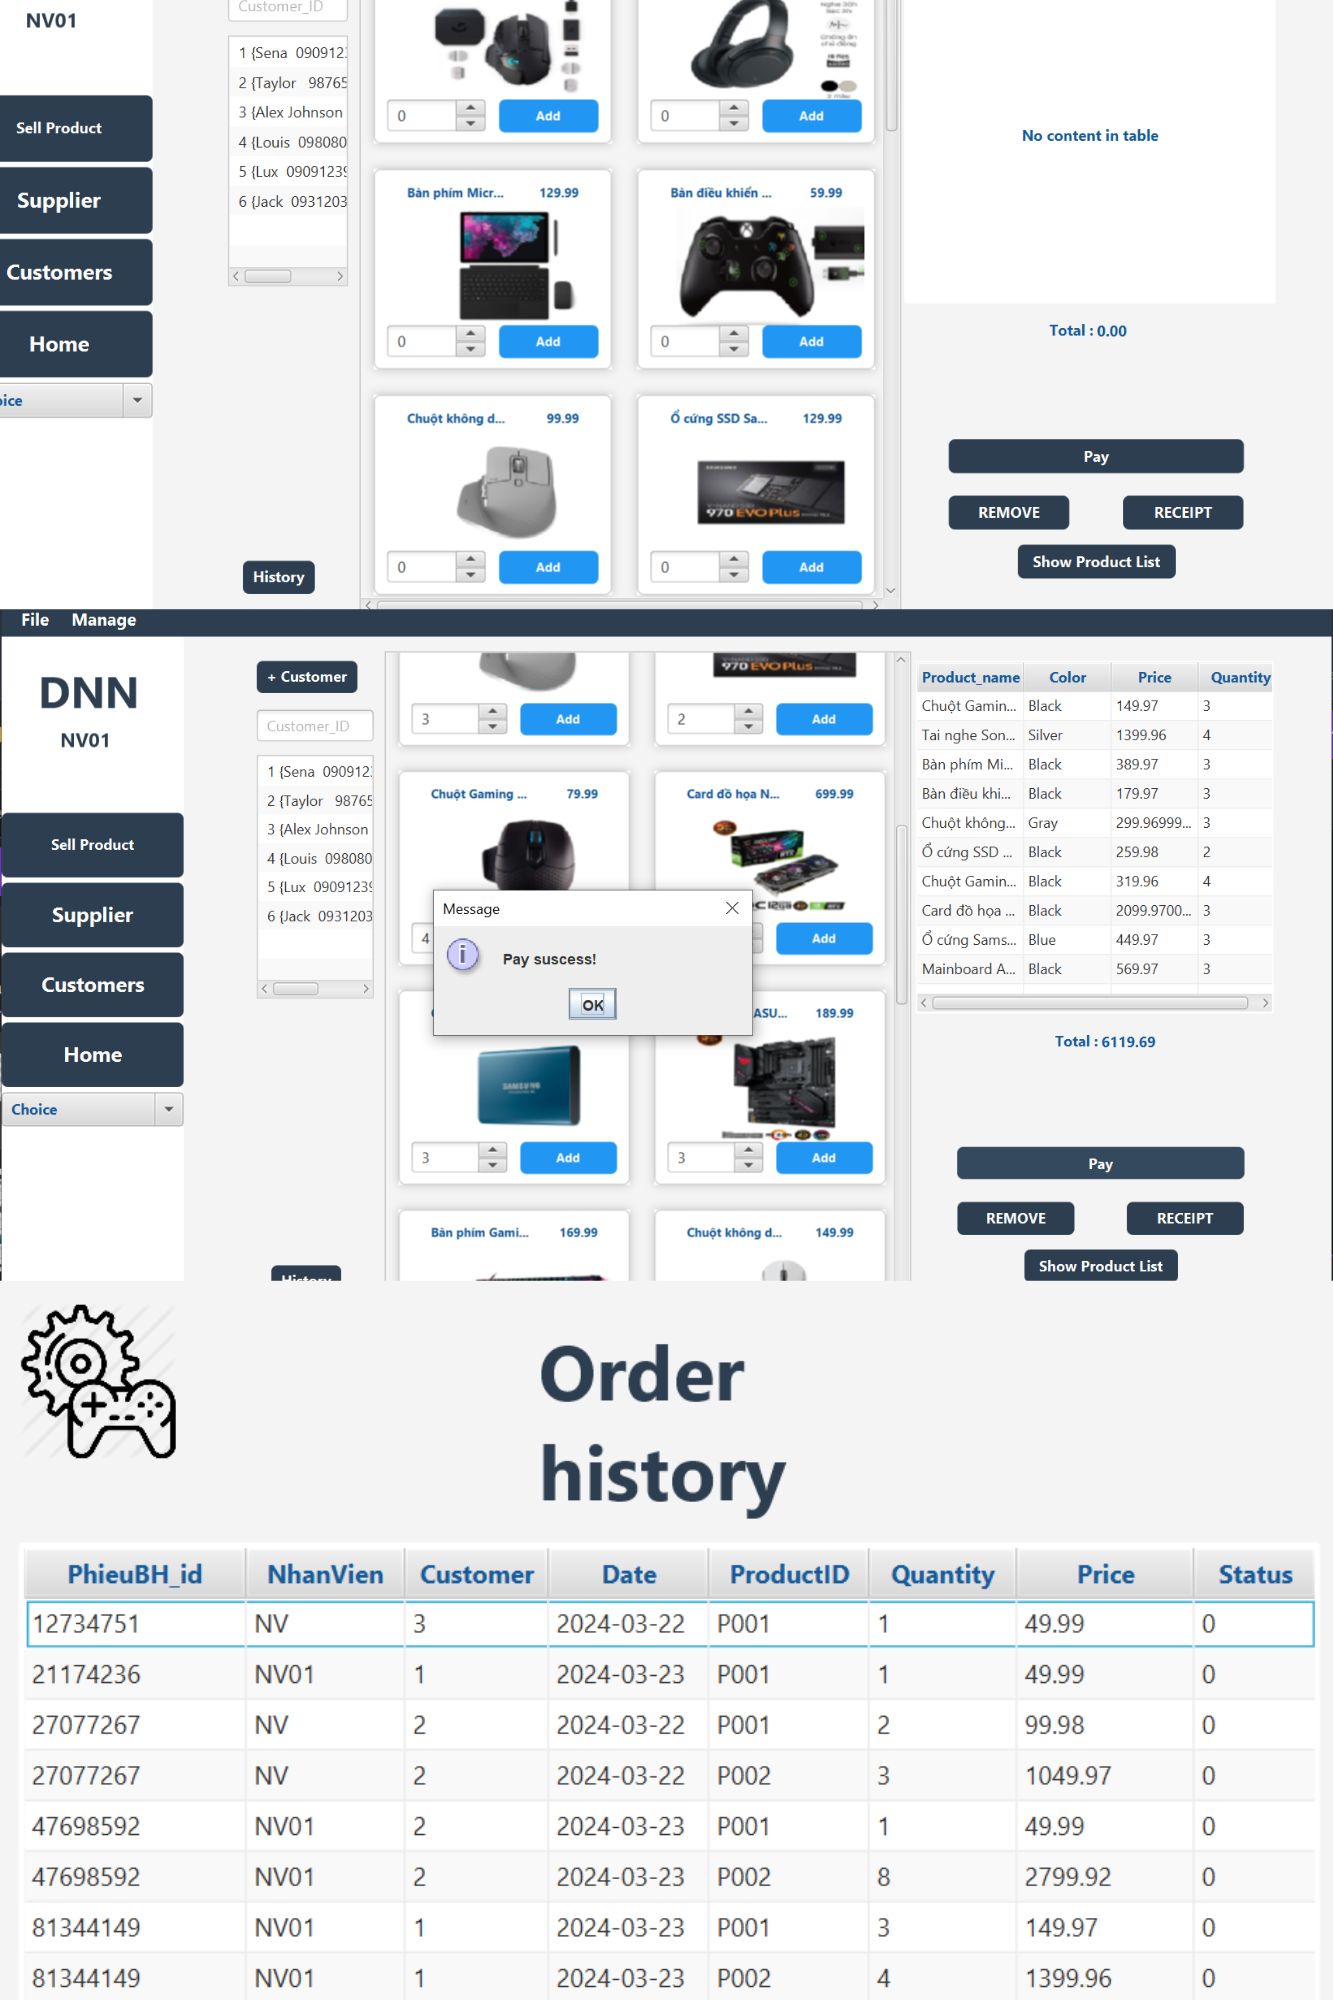 NV01
Customer_ID
1 {Sena 090912:
2 {Taylor 98765
3 {Alex Johnson
4 {Louis 098080
5 {Lux 09091239
6 {Jack 0931203
Sell Product
Supplier
Customers
Home
oice
History
0 Add
0 Add
Bàn phím Micr... 129.99
Bàn điều khiển ... 59.99
0 Add
0 Add
Chuột không d... 99.99
Ổ cứng SSD Sa... 129.99
970 EVO Plus
0 Add
0 Add
No content in table
Total : 0.00
Pay
REMOVE RECEIPT
Show Product List
File Manage
DNN
NV01
Sell Product
Supplier
Customers
Home
Choice
+ Customer
Customer_ID
1 {Sena 090912:
2 {Taylor 98765
3 {Alex Johnson
4 {Louis 098080
5 {Lux 09091239
6 {Jack 0931203
History
970 EVO Plus
3 Add
2 Add
Chuột Gaming ... 79.99
Card đồ họa N... 699.99
4
Add
Message
Pay suscess!
OK
ASU... 189.99
SAMSUNG
3 Add
3 Add
Bàn phím Gami... 169.99
Chuột không d... 149.99
Product_name Color Price Quantity
Chuột Gamin... Black 149.97 3
Tai nghe Son... Silver 1399.96 4
Bàn phím Mi... Black 389.97 3
Bàn điều khi... Black 179.97 3
Chuột không... Gray 299.96999... 3
Ổ cứng SSD ... Black 259.98 2
Chuột Gamin... Black 319.96 4
Card đồ họa ... Black 2099.9700... 3
Ổ cứng Sams... Blue 449.97 3
Mainboard A... Black 569.97 3
Total : 6119.69
Pay
REMOVE RECEIPT
Show Product List
Order
history
PhieuBH_id NhanVien Customer Date ProductID Quantity Price Status
12734751 NV 3 2024-03-22 P001 1 49.99 0
21174236 NV01 1 2024-03-23 P001 1 49.99 0
27077267 NV 2 2024-03-22 P001 2 99.98 0
27077267 NV 2 2024-03-22 P002 3 1049.97 0
47698592 NV01 2 2024-03-23 P001 1 49.99 0
47698592 NV01 2 2024-03-23 P002 8 2799.92 0
81344149 NV01 1 2024-03-23 P001 3 149.97 0
81344149 NV01 1 2024-03-23 P002 4 1399.96 0